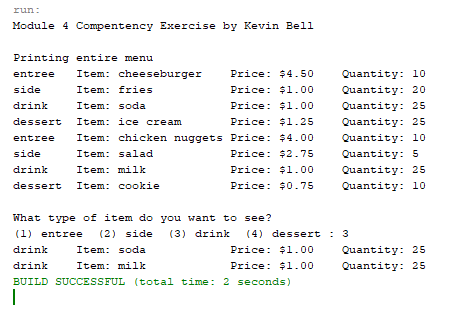 run:
Module 4 Compentency Exercise by Kevin Bell
Printing entire menu
entree  Item: cheeseburger    Price: $4.50    Quantity: 10
side    Item: fries           Price: $1.00    Quantity: 20
drink   Item: soda            Price: $1.00    Quantity: 25
dessert Item: ice cream       Price: $1.25    Quantity: 25
entree  Item: chicken nuggets Price: $4.00    Quantity: 10
side    Item: salad           Price: $2.75    Quantity: 5
drink   Item: milk            Price: $1.00    Quantity: 25
dessert Item: cookie          Price: $0.75    Quantity: 10
What type of item do you want to see?
(1) entree  (2) side  (3) drink  (4) dessert : 3
drink   Item: soda            Price: $1.00    Quantity: 25
drink   Item: milk            Price: $1.00    Quantity: 25
BUILD SUCCESSFUL (total time: 2 seconds)